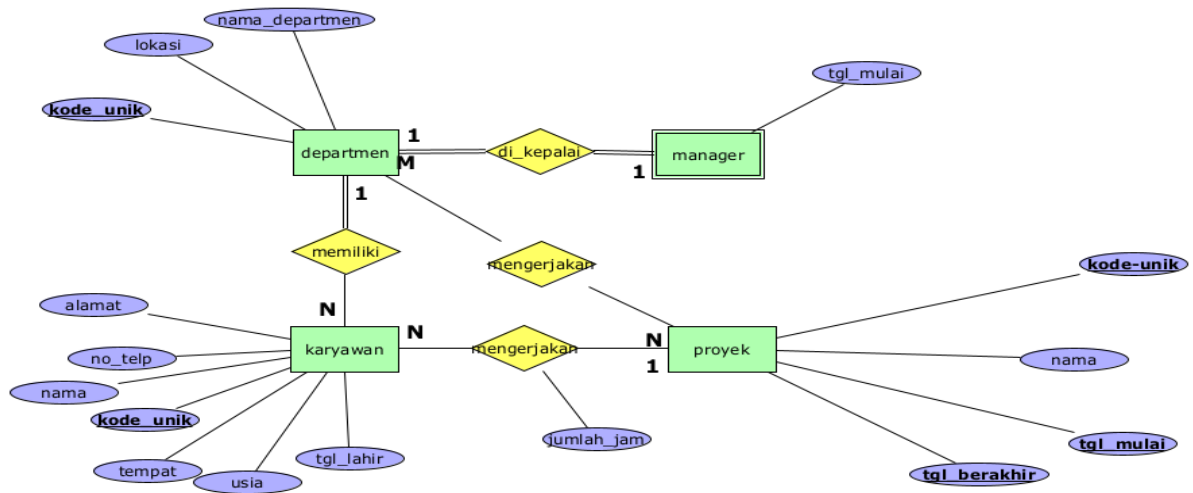 nama_departmen
lokasi
tgl_mulai
kode_unik
1
departmen
di_kepalai
manager
M
1
1
memiliki
mengerjakan
kode-unik
alamat
N
N
N
karyawan
mengerjakan
proyek
no_telp
1
nama
nama
kode_unik
jumlah_jam
tgl_mulai
tgl_lahir
tempat
usia
tgl_berakhir